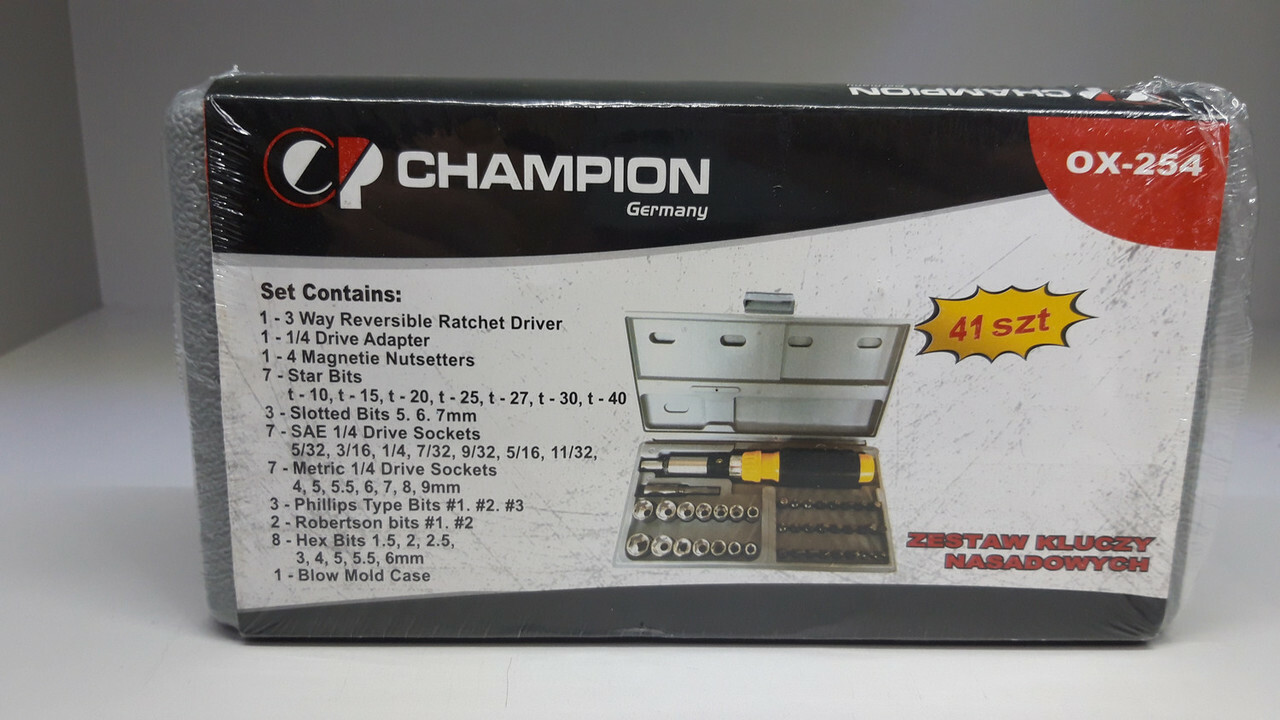 CHAMPION
CP CHAMPION
Germany
OX-254
Set Contains:
1 - 3 Way Reversible Ratchet Driver
1 - 1/4 Drive Adapter
1 - 4 Magnetie Nutsetters
7 - Star Bits
t - 10, t - 15, t - 20, t - 25, t - 27, t - 30, t - 40
3 - Slotted Bits 5. 6. 7mm
7 - SAE 1/4 Drive Sockets
5/32, 3/16, 1/4, 7/32, 9/32, 5/16, 11/32,
7 - Metric 1/4 Drive Sockets
4, 5, 5.5, 6, 7, 8, 9mm
3 - Phillips Type Bits #1. #2. #3
2 - Robertson bits #1. #2
8 - Hex Bits 1.5, 2, 2.5,
3, 4, 5, 5.5, 6mm
1 - Blow Mold Case
41 szt
ZESTAW KLUCZY
NASADOWYCH